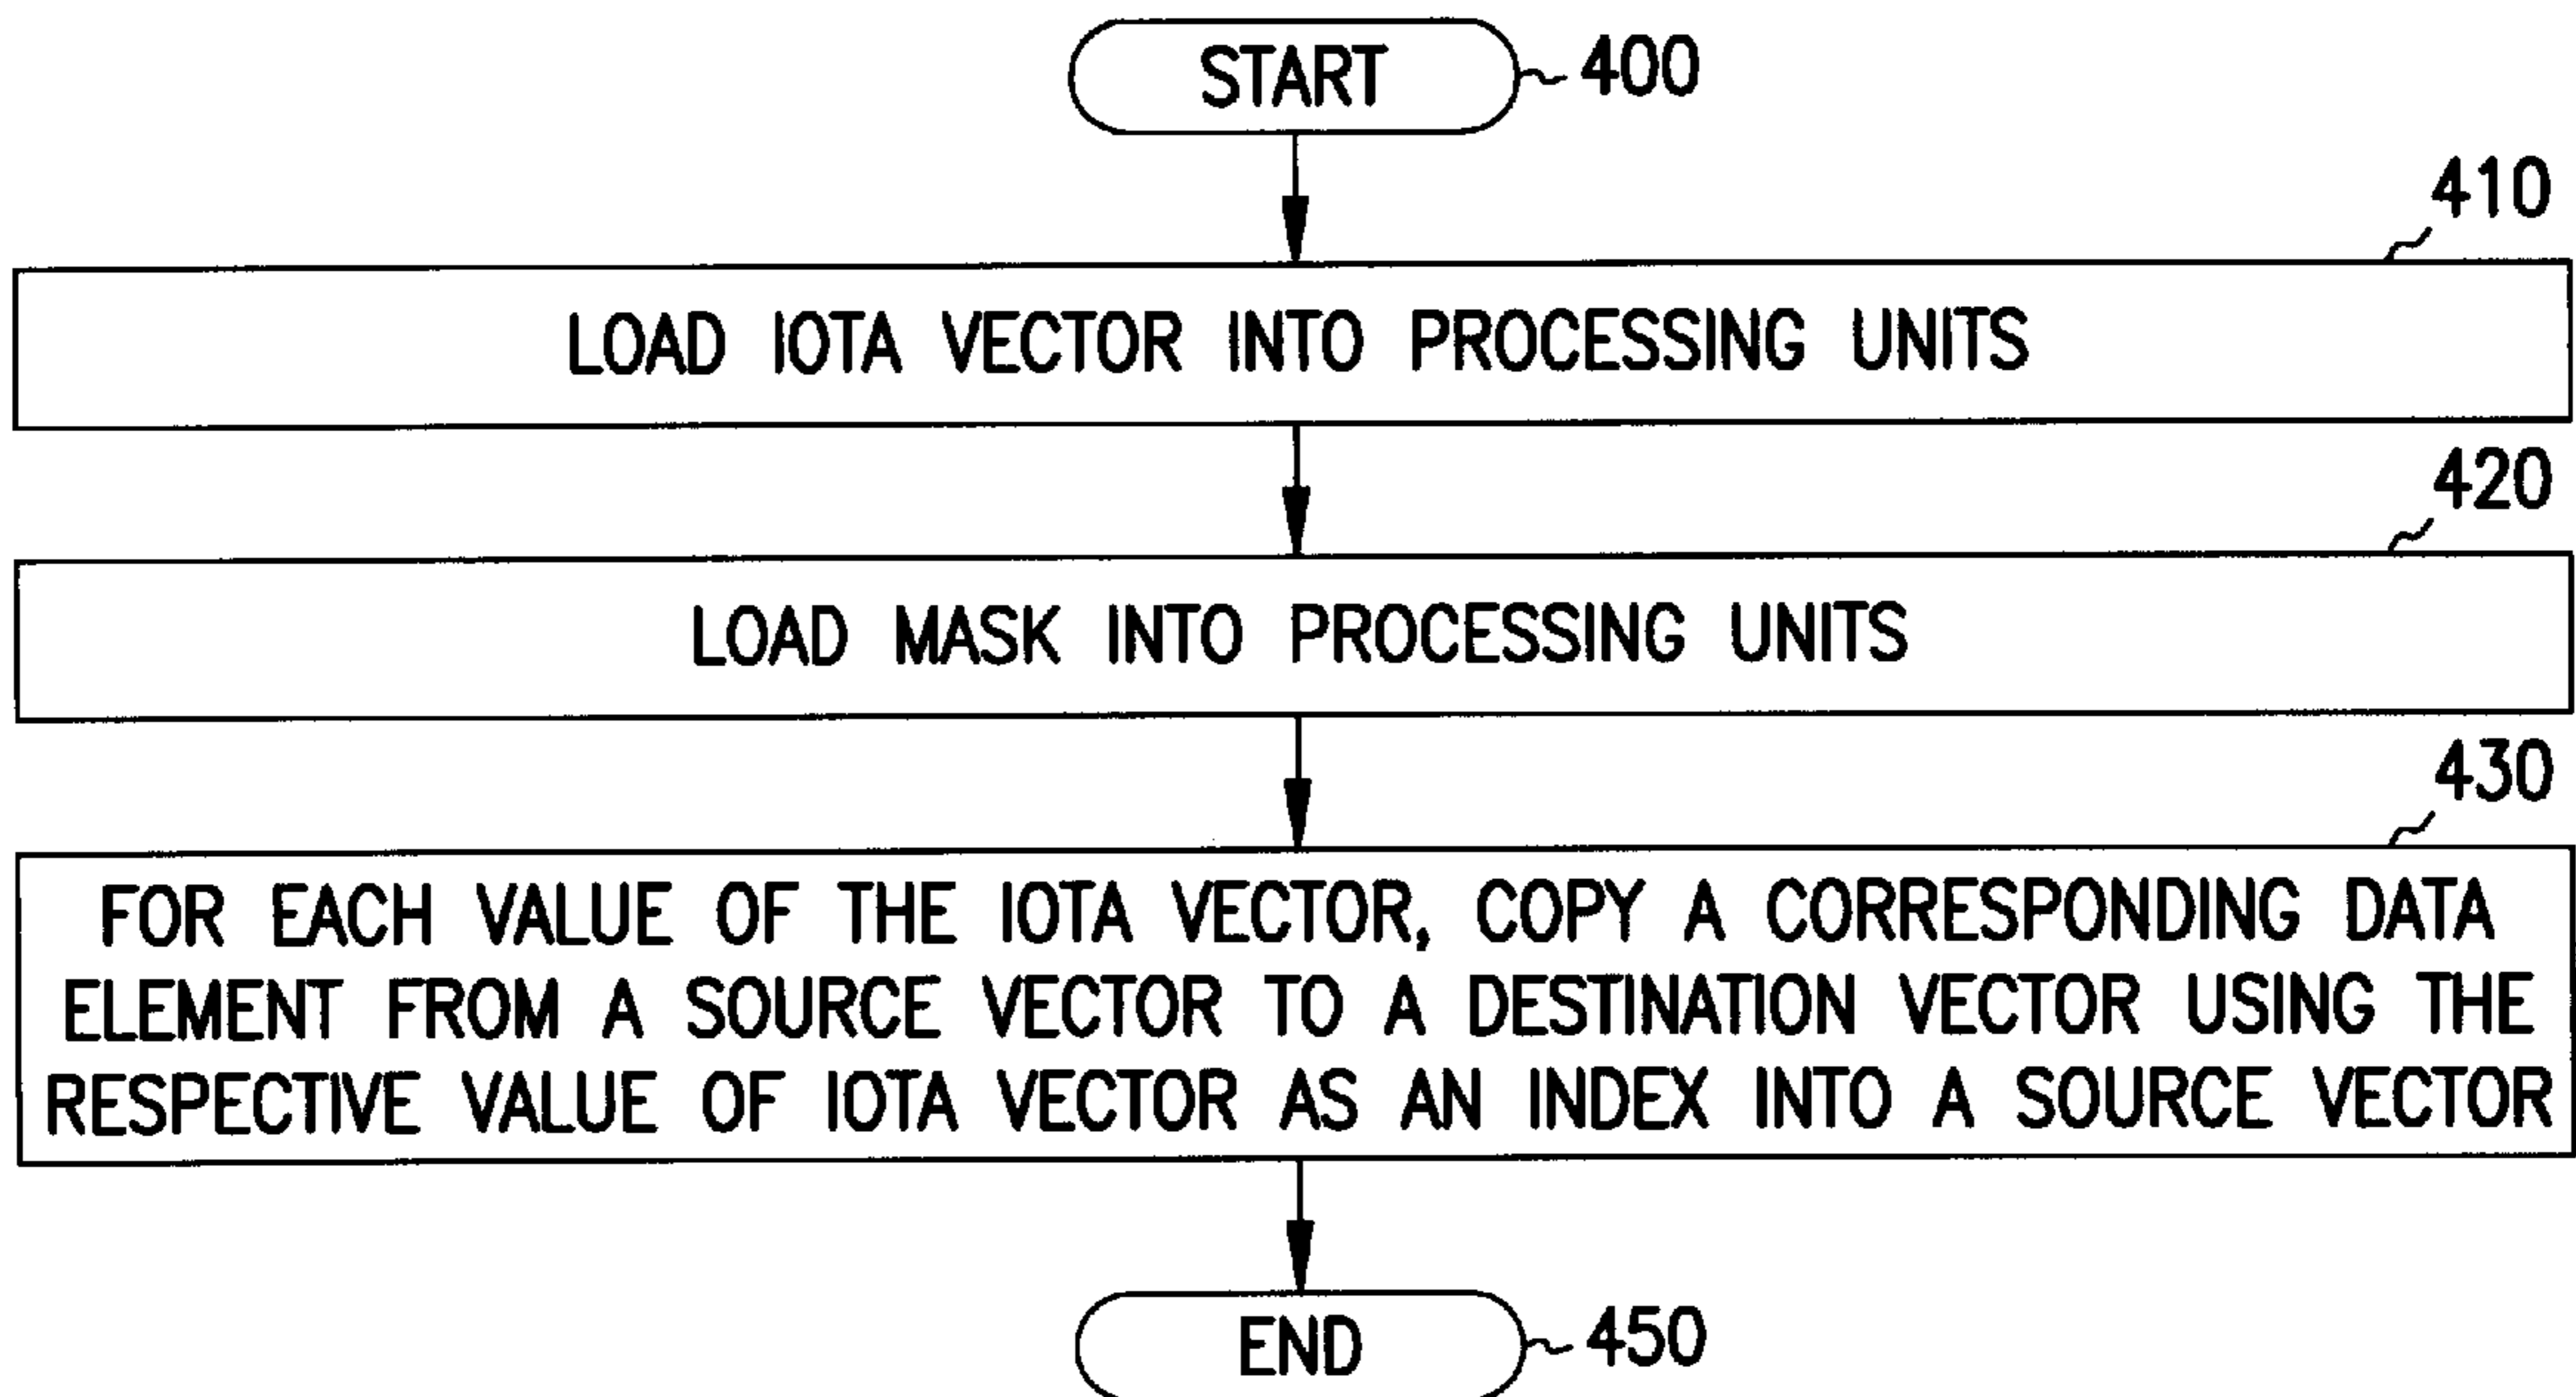 START
400
410
LOAD IOTA VECTOR INTO PROCESSING UNITS
420
LOAD MASK INTO PROCESSING UNITS
430
FOR EACH VALUE OF THE IOTA VECTOR, COPY A CORRESPONDING DATA
ELEMENT FROM A SOURCE VECTOR TO A DESTINATION VECTOR USING THE
RESPECTIVE VALUE OF IOTA VECTOR AS AN INDEX INTO A SOURCE VECTOR
END
450